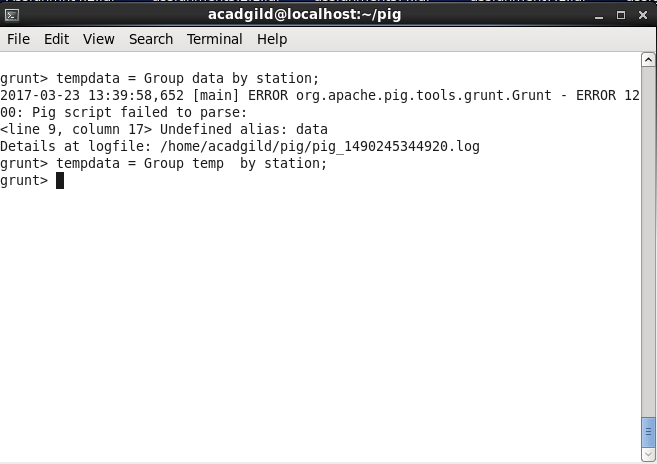 acadgild@localhost:~/pig
File Edit View Search Terminal Help
grunt> tempdata = Group data by station;
2017-03-23 13:39:58,652 [main] ERROR org.apache.pig.tools.grunt.Grunt - ERROR 12
00: Pig script failed to parse:
<line 9, column 17> Undefined alias: data
Details at logfile: /home/acadgild/pig/pig_1490245344920.log
grunt> tempdata = Group temp  by station;
grunt>